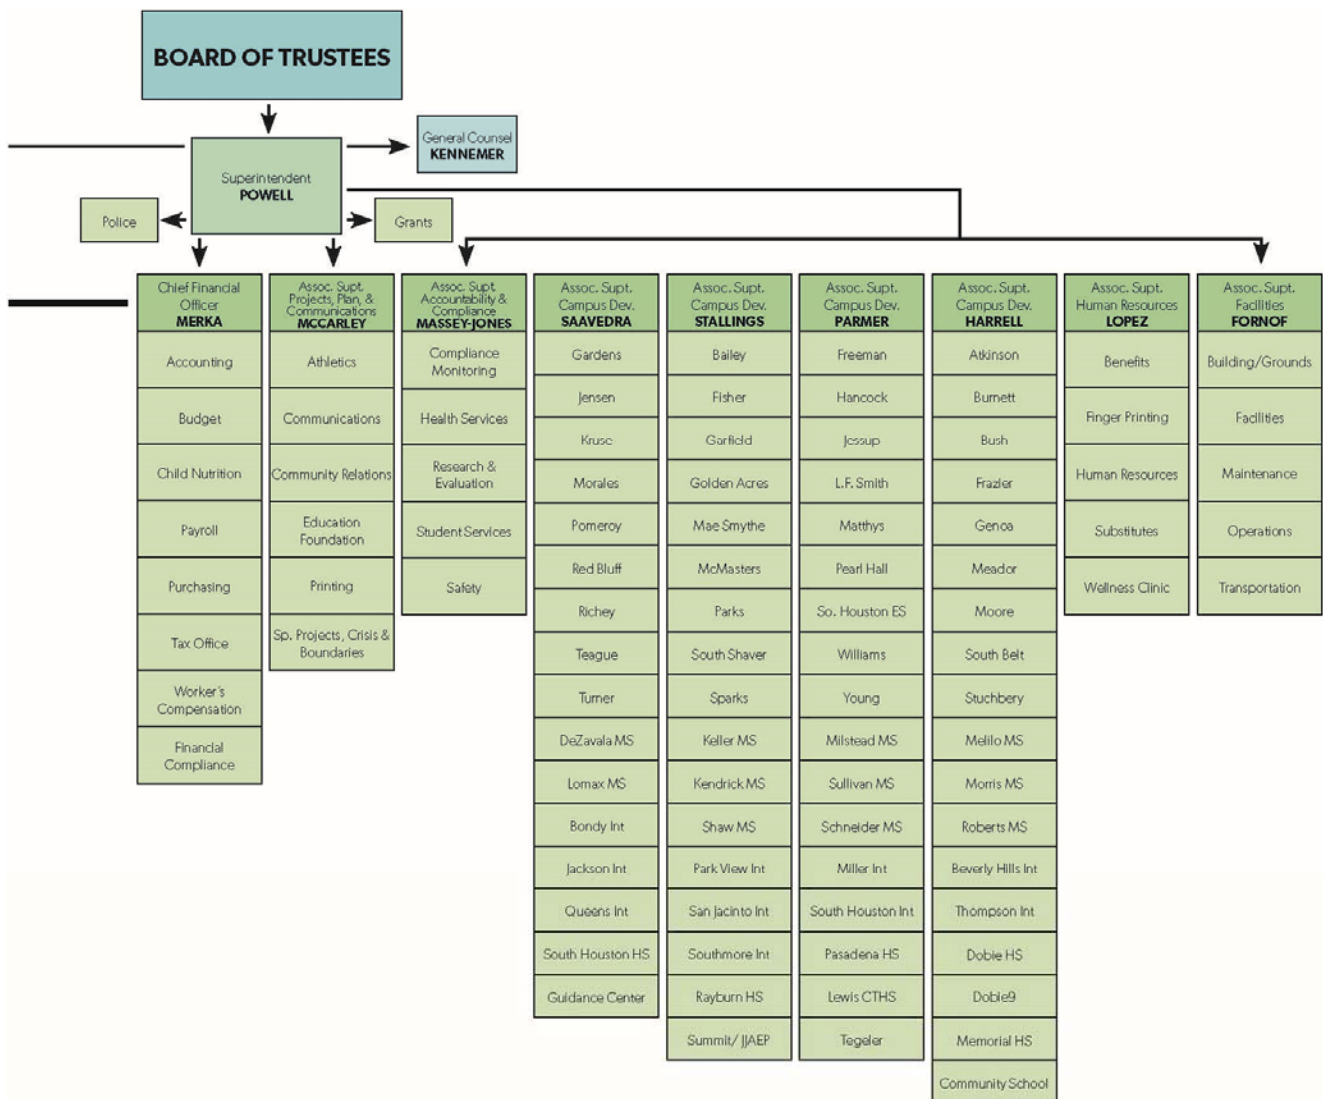 BOARD OF TRUSTEES
General Counsel
KENNEMER
Superintendent
POWELL
Police
Grants
Chief Financial
Officer
MERKA
Accounting
Budget
Child Nutrition
Payroll
Purchasing
Tax Office
Worker's
Compensation
Financial
Compliance
Assoc. Supt.
Projects, Plan, &
Communications
MCCARLEY
Athletics
Communications
Community Relations
Education
Foundation
Printing
Sp. Projects, Crisis &
Boundaries
Assoc. Supt.
Accountability &
Compliance
MASSEY-JONES
Compliance
Monitoring
Health Services
Research &
Evaluation
Student Services
Safety
Assoc. Supt.
Campus Dev.
SAAVEDRA
Gardens
Jensen
Kruse
Morales
Pomeroy
Red Bluff
Richey
Teague
Turner
DeZavala MS
Lomax MS
Bondy Int
Jackson Int
Queens Int
South Houston HS
Guidance Center
Assoc. Supt.
Campus Dev.
STALLINGS
Bailey
Fisher
Garfield
Golden Acres
Mae Smythe
McMasters
Parks
South Shaver
Sparks
Keller MS
Kendrick MS
Shaw MS
Park View Int
San Jacinto Int
Southmore Int
Rayburn HS
Summit/ JJAEP
Assoc. Supt.
Campus Dev.
PARMER
Freeman
Hancock
Jessup
L.F. Smith
Matthys
Pearl Hall
So. Houston ES
Williams
Young
Milstead MS
Sullivan MS
Schneider MS
Miller Int
South Houston Int
Pasadena HS
Lewis CTHS
Tegeler
Assoc. Supt.
Campus Dev.
HARRELL
Atkinson
Burnett
Bush
Frazier
Genoa
Meador
Moore
South Belt
Stuchbery
Melilo MS
Morris MS
Roberts MS
Beverly Hills Int
Thompson Int
Dobie HS
Dobie9
Memorial HS
Community School
Assoc. Supt.
Human Resources
LOPEZ
Benefits
Finger Printing
Human Resources
Substitutes
Wellness Clinic
Assoc. Supt.
Facilities
FORNOF
Building/Grounds
Facilities
Maintenance
Operations
Transportation